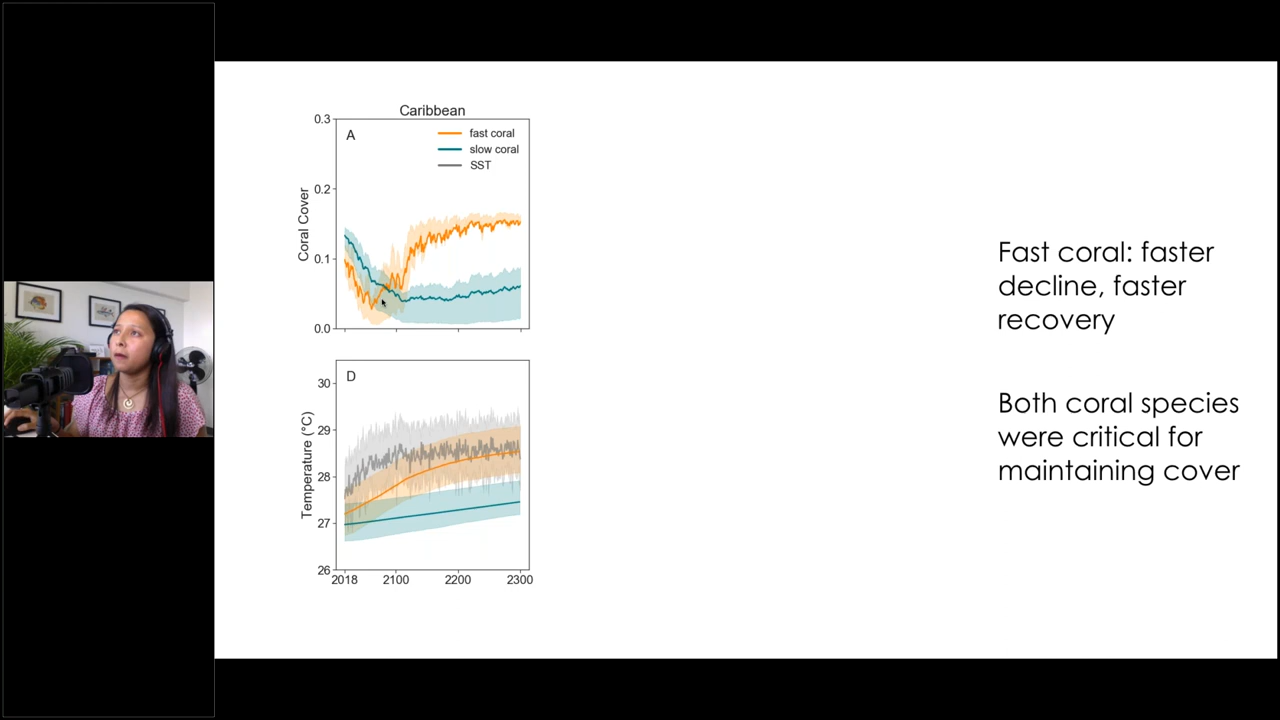 Caribbean
A
fast coral
slow coral
SST
0.3
0.2
0.1
0.0
Coral Cover
D
30
29
28
27
26
Temperature (°C)
2018
2100
2200
2300
Fast coral: faster
decline, faster
recovery
Both coral species
were critical for
maintaining cover